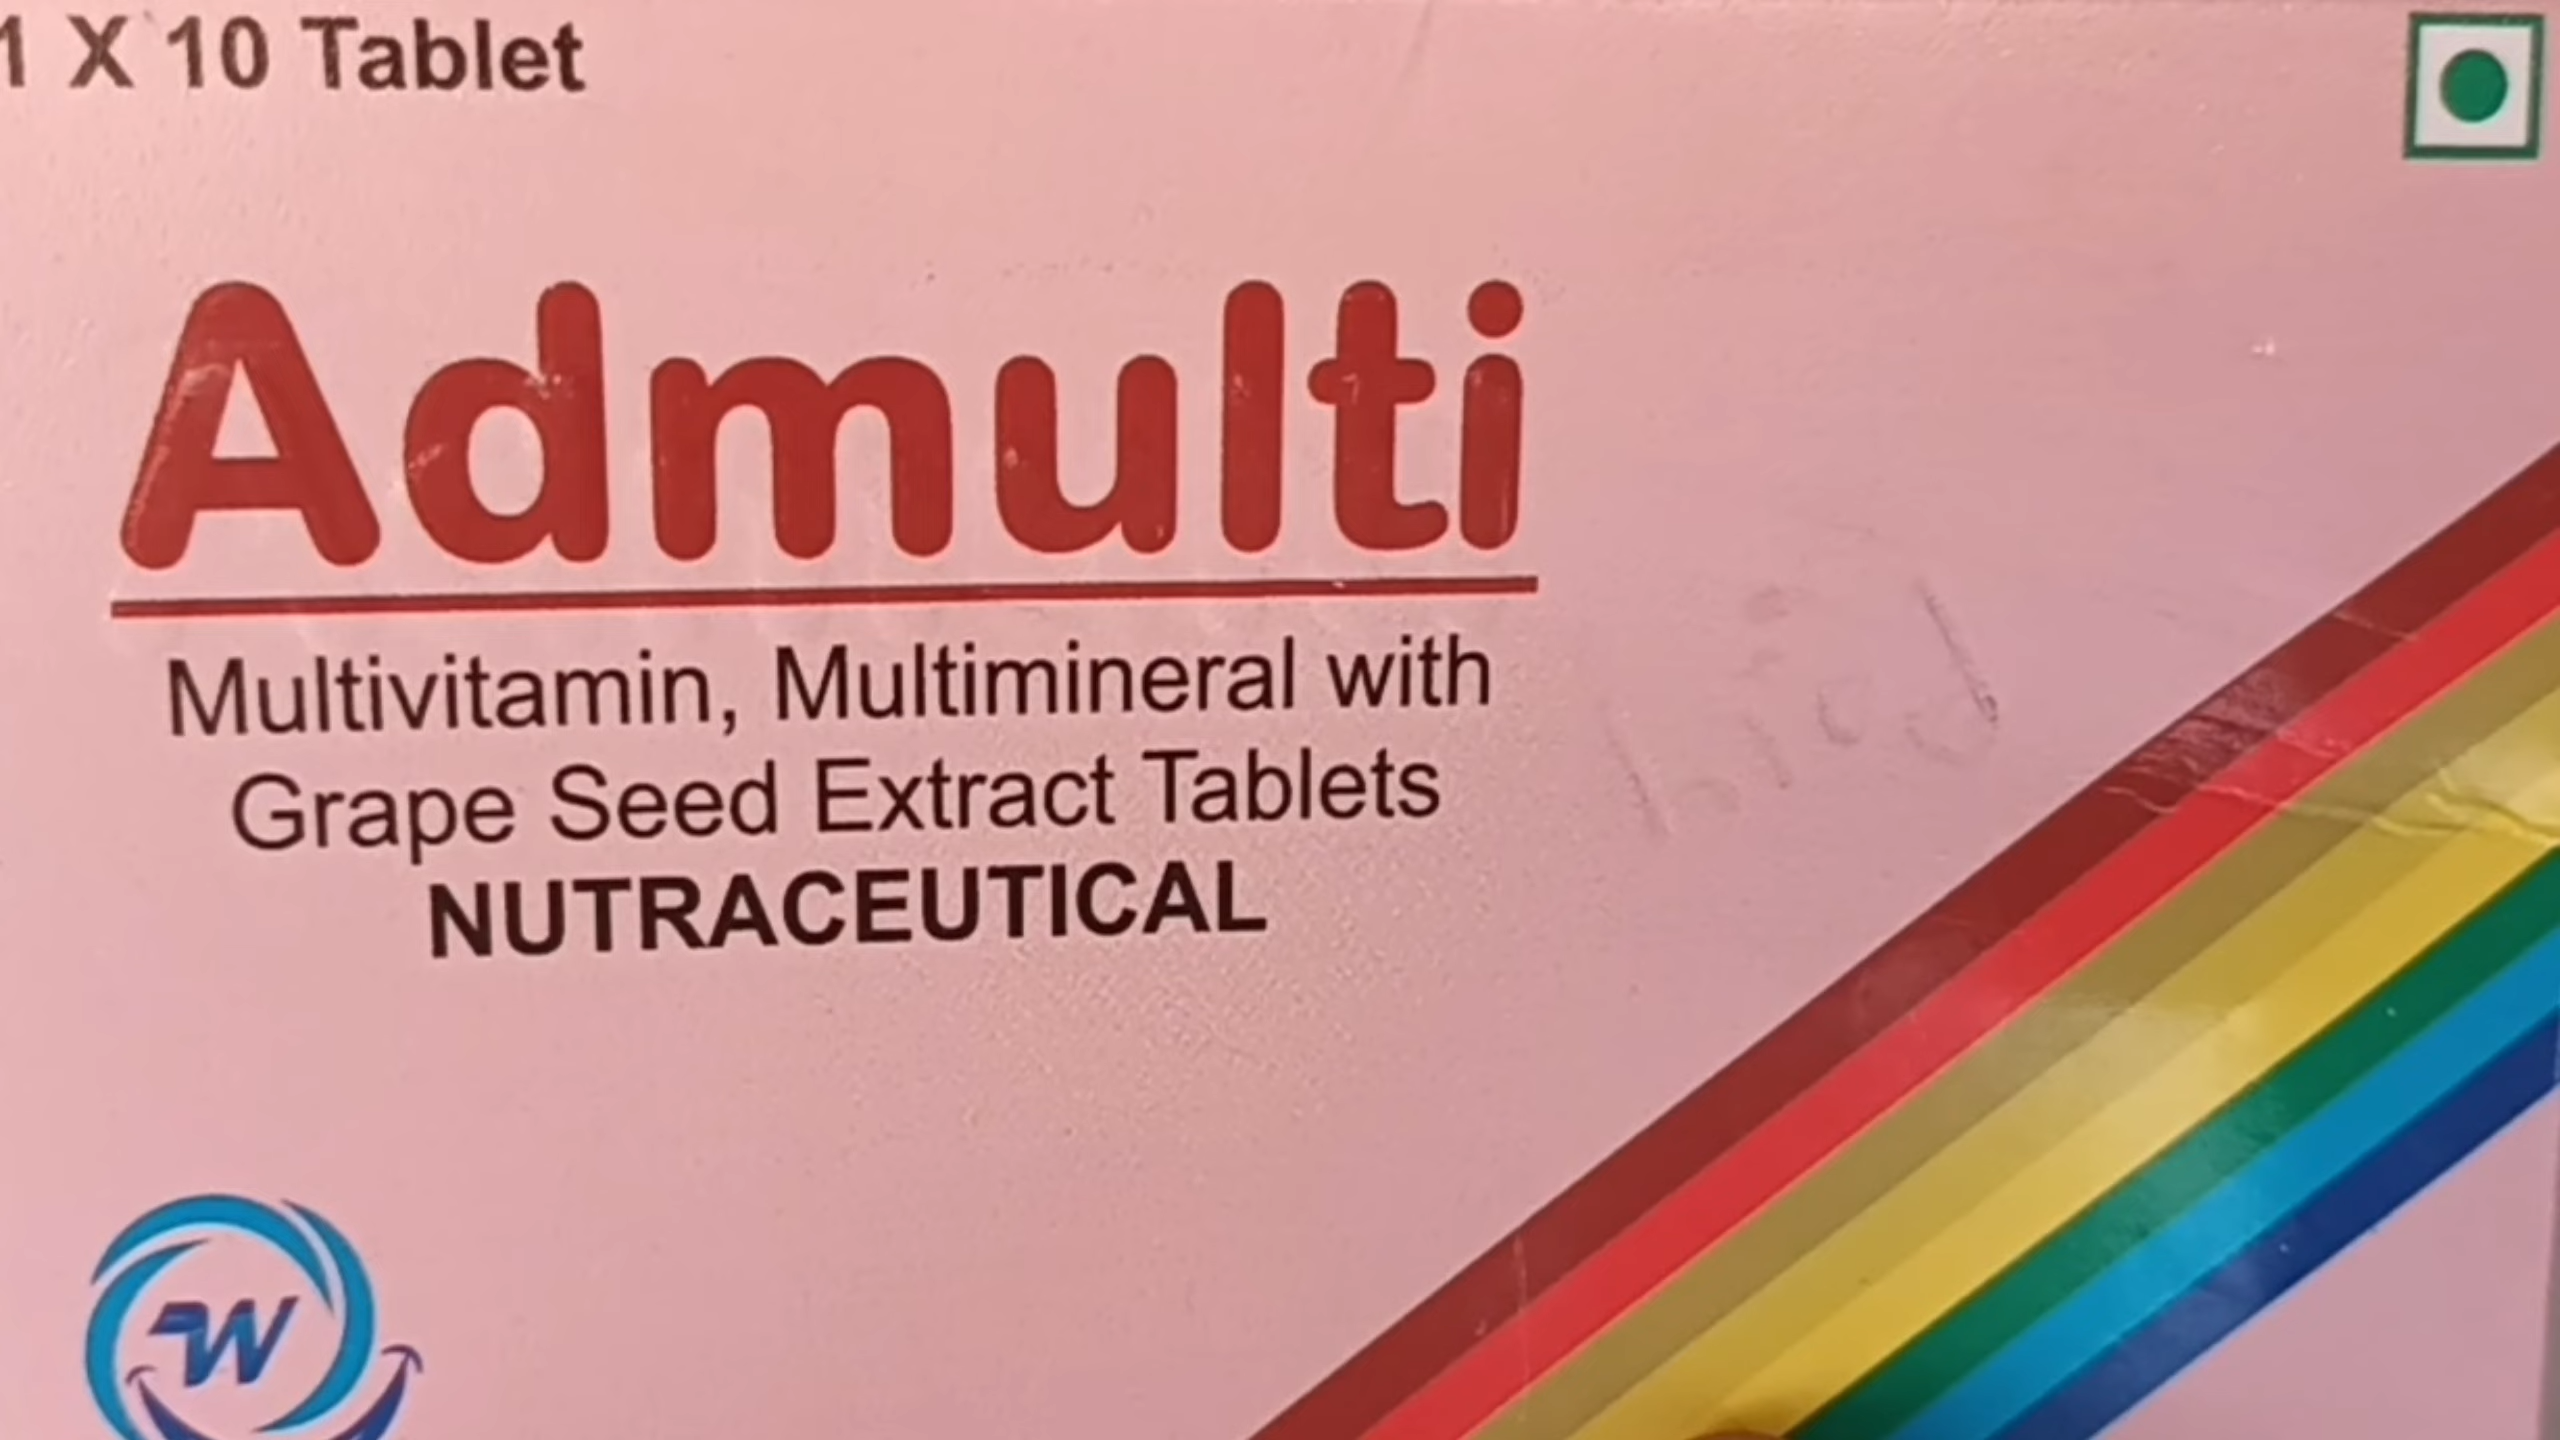 1 X 10 Tablet
Admulti
Multivitamin, Multimineral with
Grape Seed Extract Tablets
NUTRACEUTICAL
W